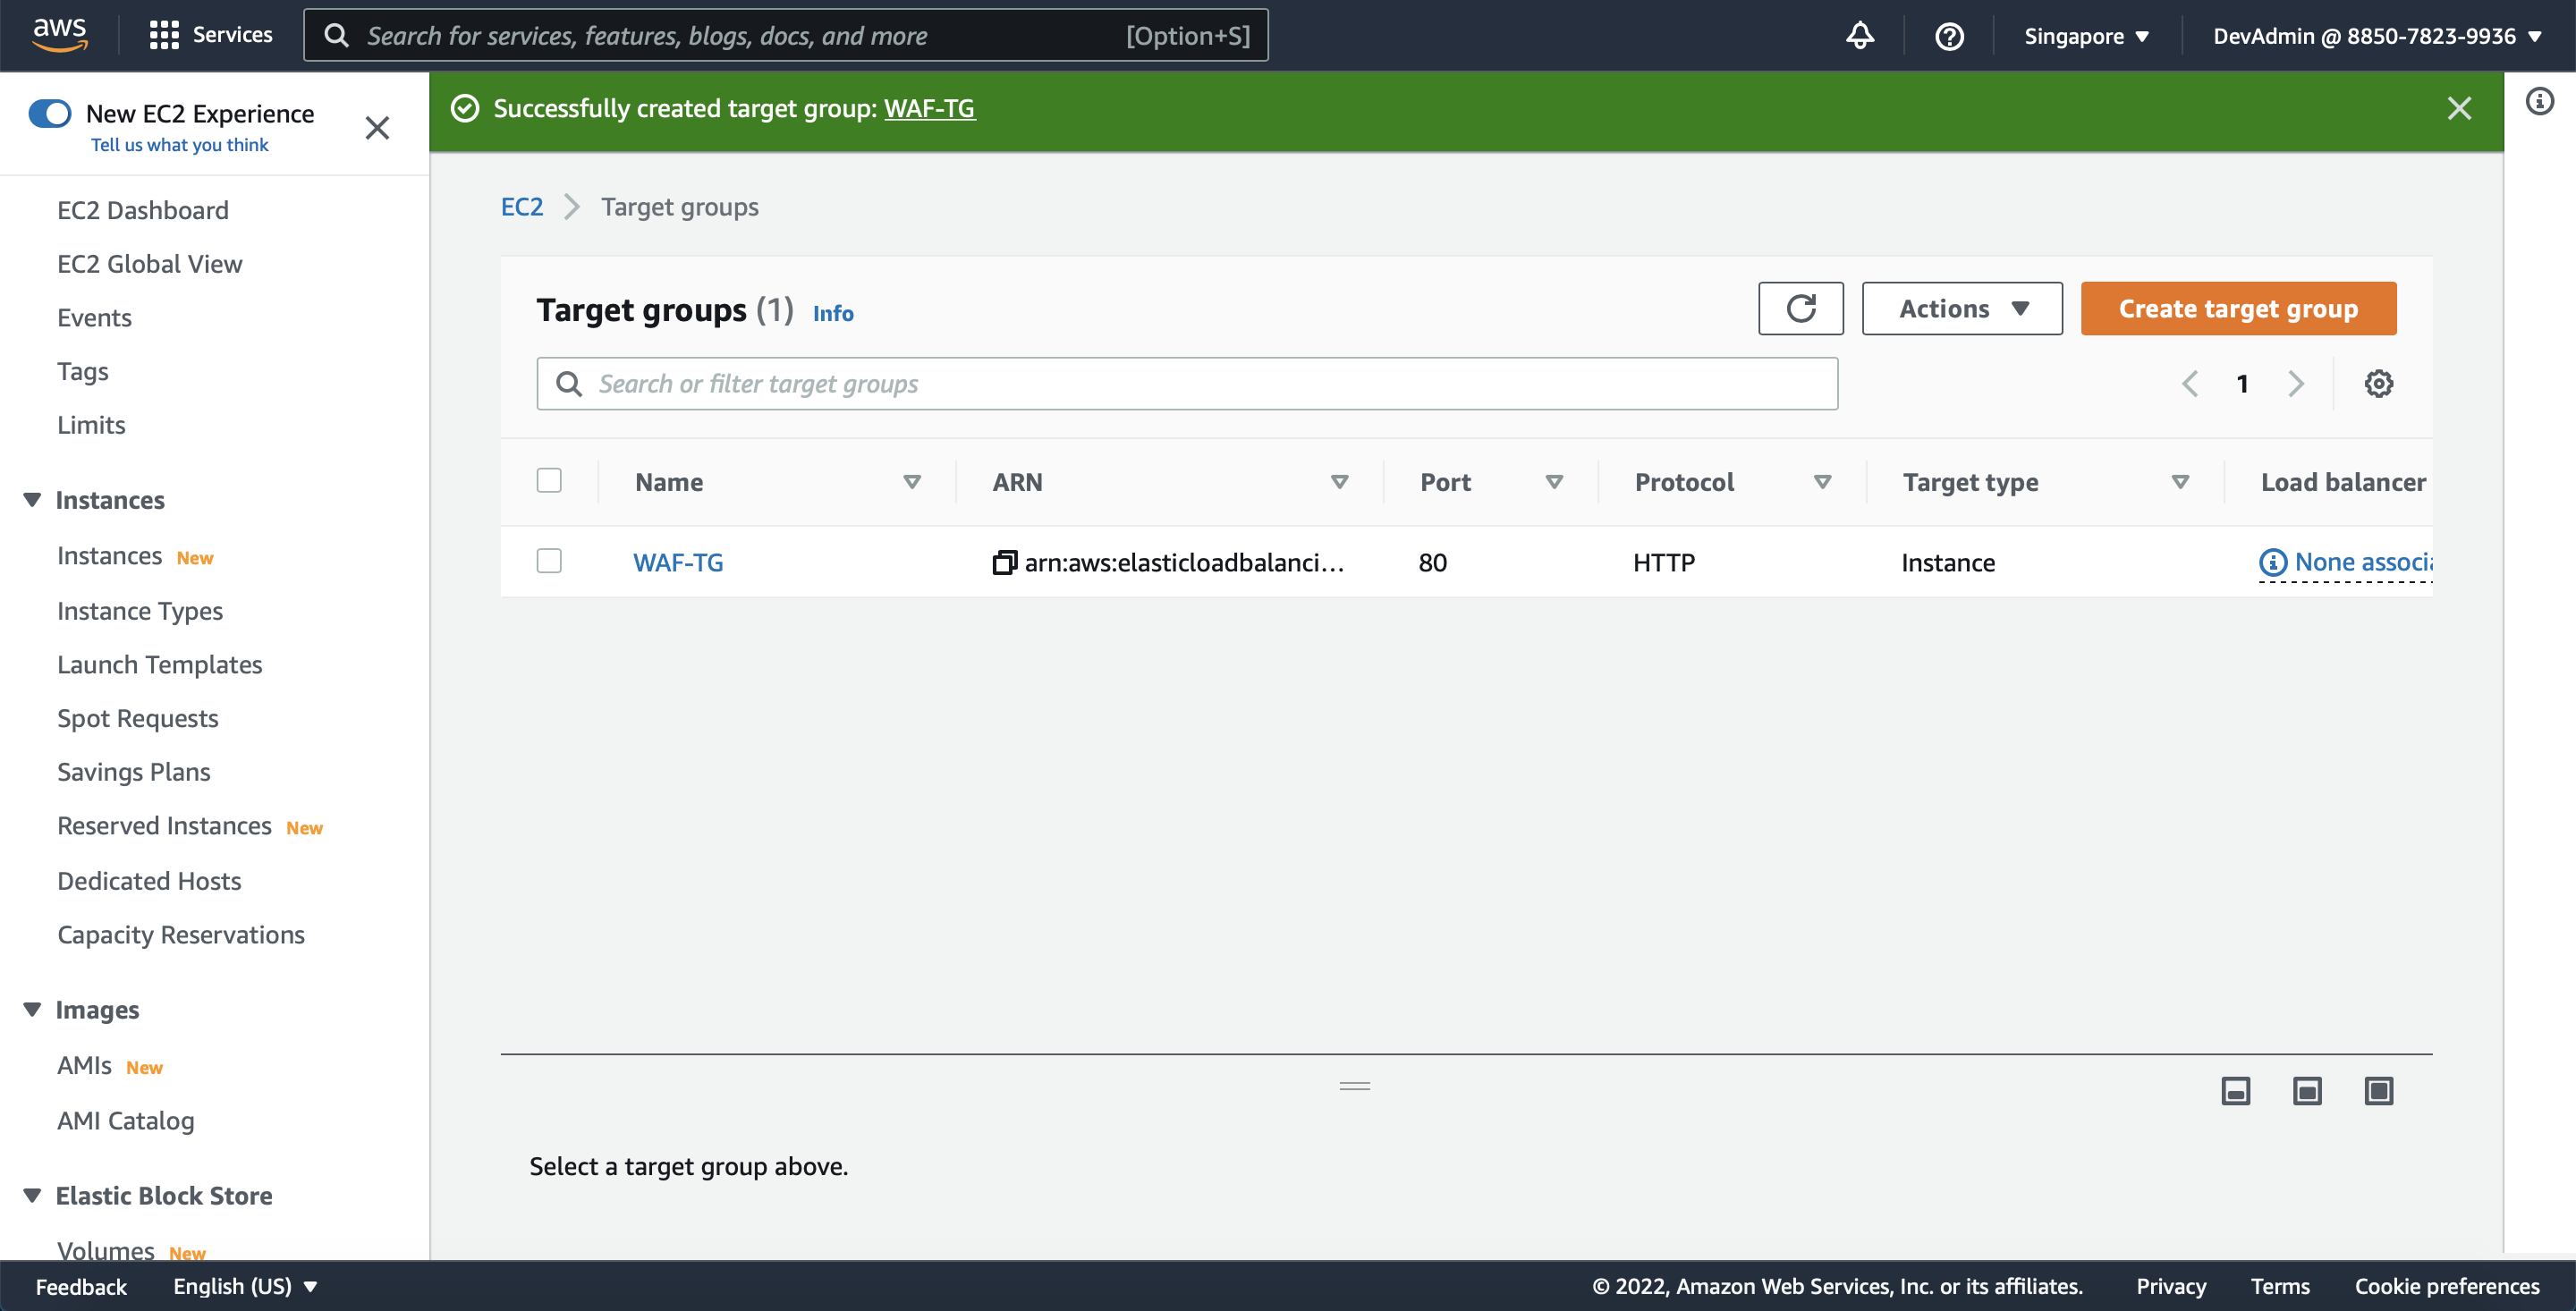 aws
Services
Search for services, features, blogs, docs, and more
[Option+S]
Singapore ▼
DevAdmin @ 8850-7823-9936 ▼
New EC2 Experience
Tell us what you think
EC2 Dashboard
EC2 Global View
Events
Tags
Limits
Instances
Instances New
Instance Types
Launch Templates
Spot Requests
Savings Plans
Reserved Instances New
Dedicated Hosts
Capacity Reservations
Images
AMIs New
AMI Catalog
Elastic Block Store
Volumes New
Successfully created target group: WAF-TG
EC2 > Target groups
Target groups (1) Info
Actions ▼
Create target group
Search or filter target groups
1
Name ARN Port Protocol Target type Load balancer
WAF-TG arn:aws:elasticloadbalanci... 80 HTTP Instance None associa
Select a target group above.
Feedback English (US) ▼ © 2022, Amazon Web Services, Inc. or its affiliates. Privacy Terms Cookie preferences